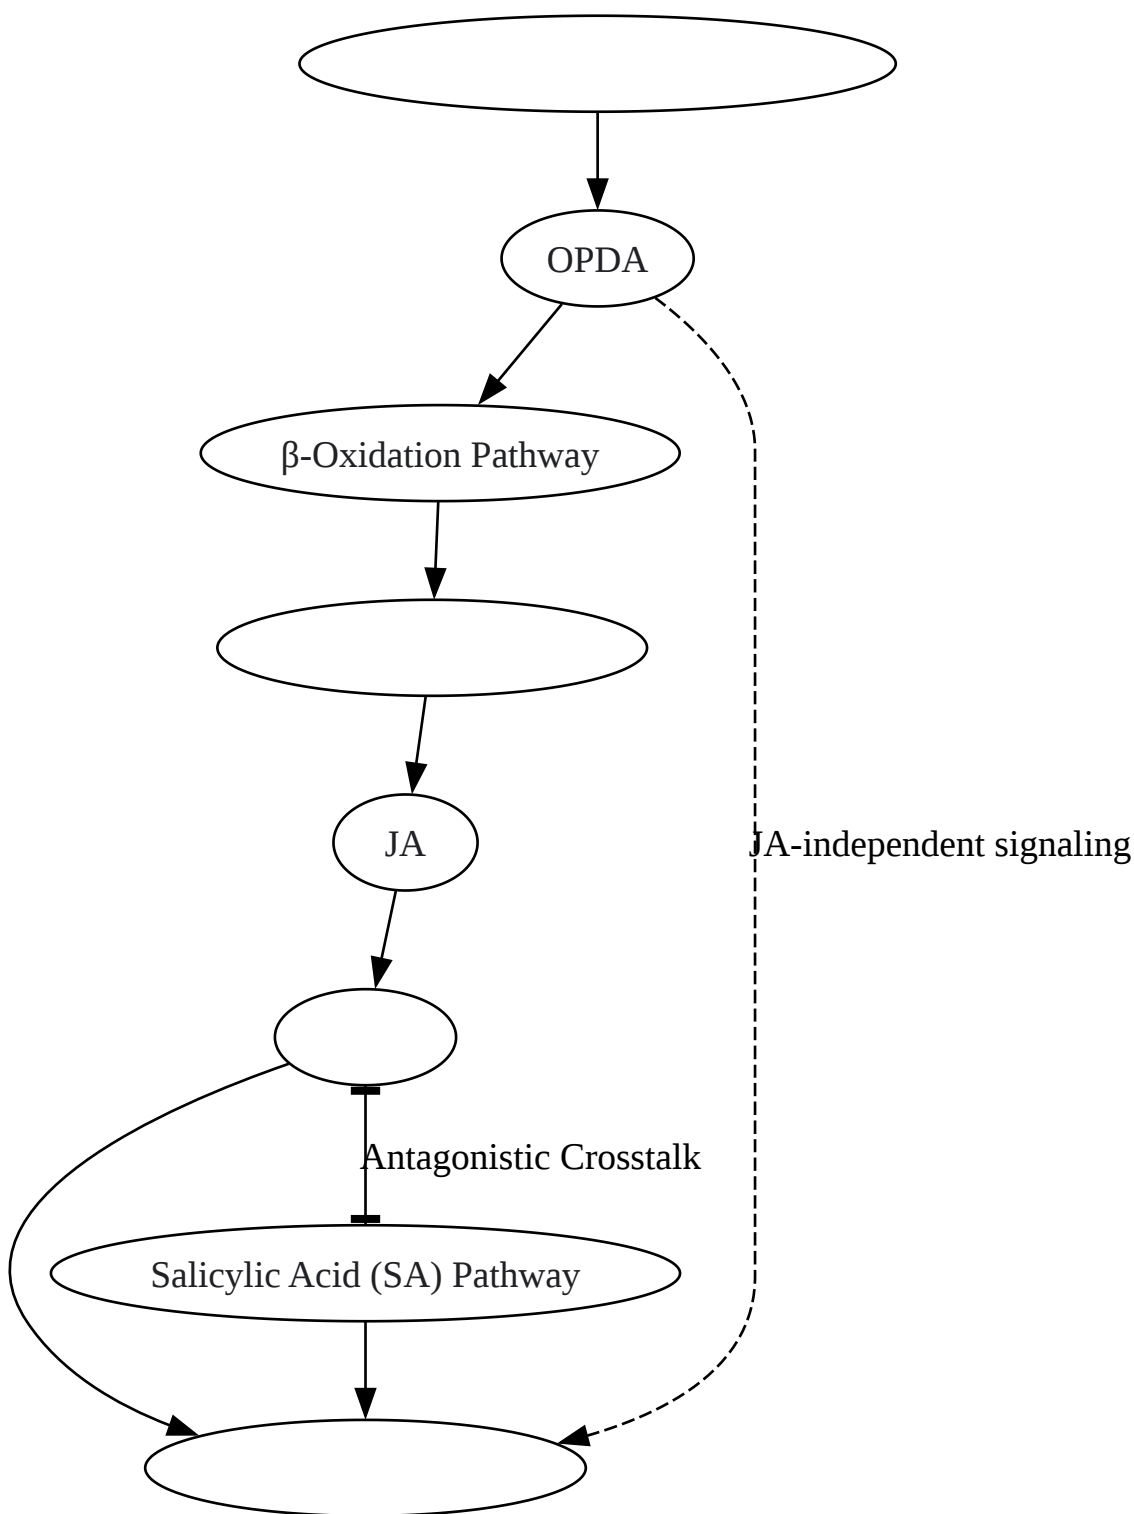 OPDA
β-Oxidation Pathway
JA
JA-independent signaling
Antagonistic Crosstalk
Salicylic Acid (SA) Pathway